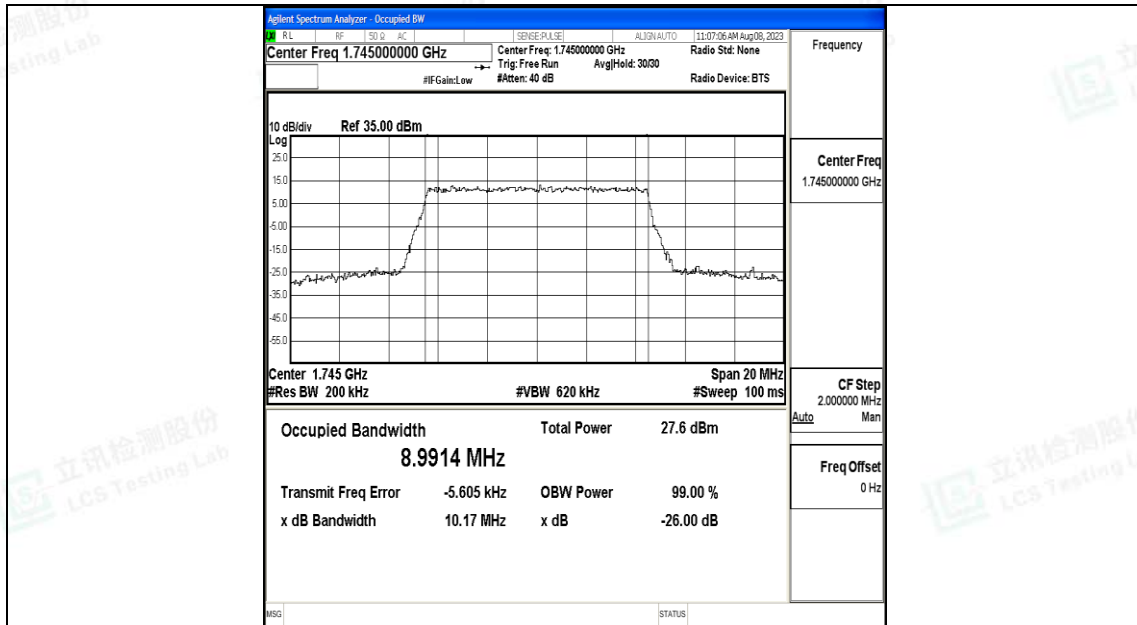 Agilent Spectrum Analyzer - Occupied BW
RL RF 50 Ω AC SENSE:PULSE ALIGN AUTO 11:07:06 AM Aug 08, 2023
Center Freq 1.745000000 GHz
Center Freq: 1.745000000 GHz Radio Std: None
Trig: Free Run Avg|Hold: 30/30
#IFGain:Low #Atten: 40 dB Radio Device: BTS
Frequency
10 dB/div Ref 35.00 dBm
Log
25.0
15.0
5.00
-5.00
-15.0
-25.0
-35.0
-45.0
-55.0
Center 1.745 GHz Span 20 MHz
#Res BW 200 kHz #VBW 620 kHz #Sweep 100 ms
Center Freq
1.745000000 GHz
CF Step
2.000000 MHz
Auto Man
Freq Offset
0 Hz
Occupied Bandwidth Total Power 27.6 dBm
8.9914 MHz
Transmit Freq Error -5.605 kHz OBW Power 99.00 %
x dB Bandwidth 10.17 MHz x dB -26.00 dB
MSG STATUS
立讯检测股份
LCS Testing Lab
立讯检测股份